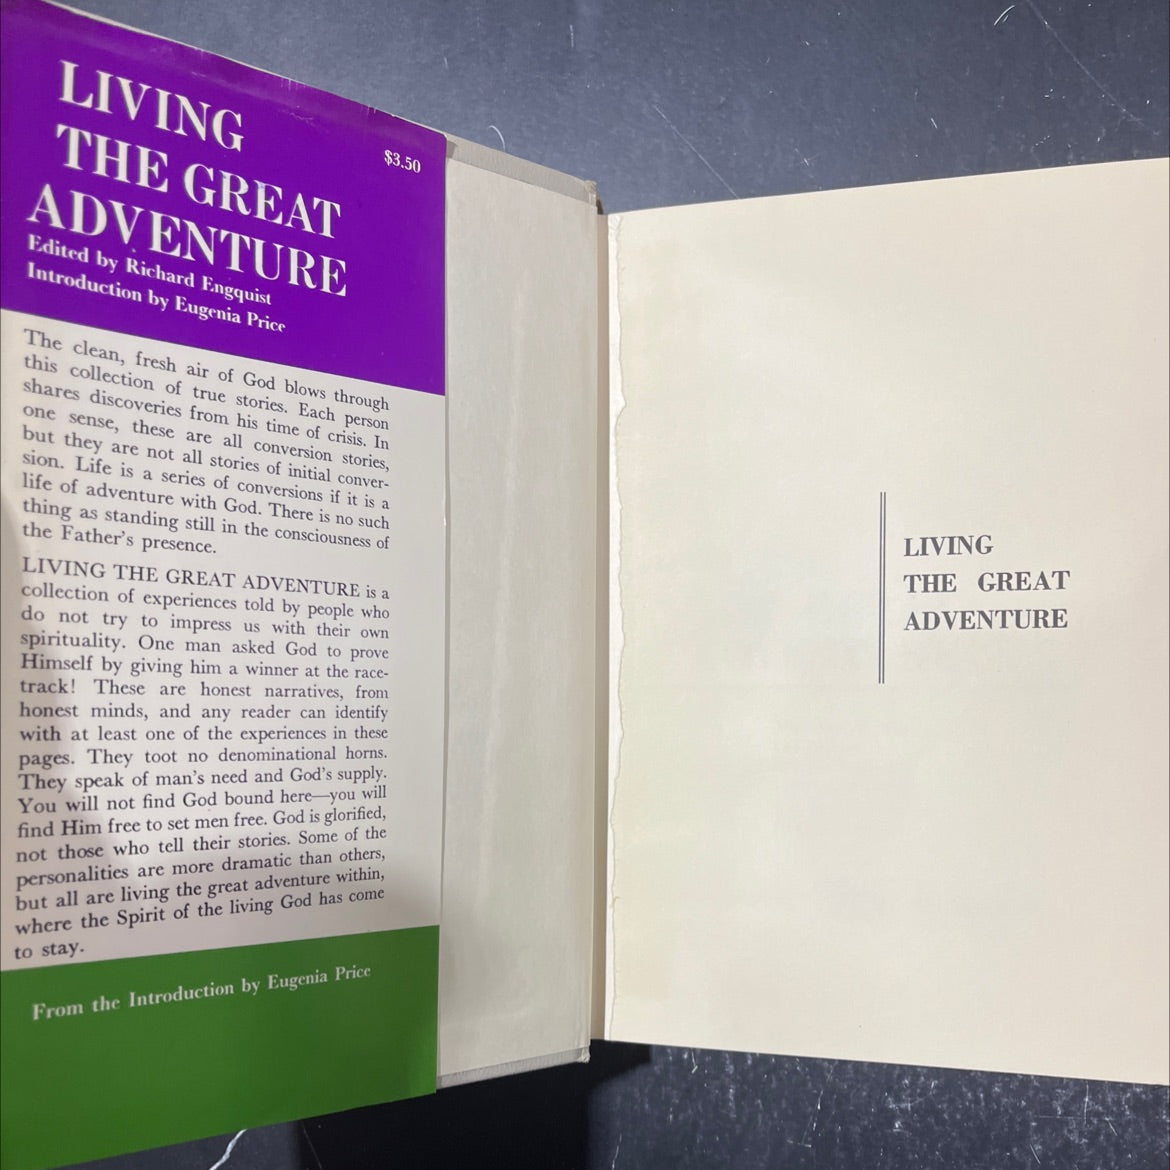 LIVING
THE GREAT
ADVENTURE
$3.50
Edited by Richard Engquist
Introduction by Eugenia Price
The clean, fresh air of God blows through
this collection of true stories. Each person
shares discoveries from his time of crisis. In
one sense, these are all conversion stories,
but they are not all stories of initial conver-
sion. Life is a series of conversions if it is a
life of adventure with God. There is no such
thing as standing still in the consciousness of
the Father's presence.
LIVING THE GREAT ADVENTURE is a
collection of experiences told by people who
do not try to impress us with their own
spirituality. One man asked God to prove
Himself by giving him a winner at the race-
track! These are honest narratives, from
honest minds, and any reader can identify
with at least one of the experiences in these
pages. They toot no denominational horns.
They speak of man's need and God's supply.
You will not find God bound here—you will
find Him free to set men free. God is glorified,
not those who tell their stories. Some of the
personalities are more dramatic than others,
but all are living the great adventure within,
where the Spirit of the living God has come
to stay.
From the Introduction by Eugenia Price
LIVING
THE GREAT
ADVENTURE